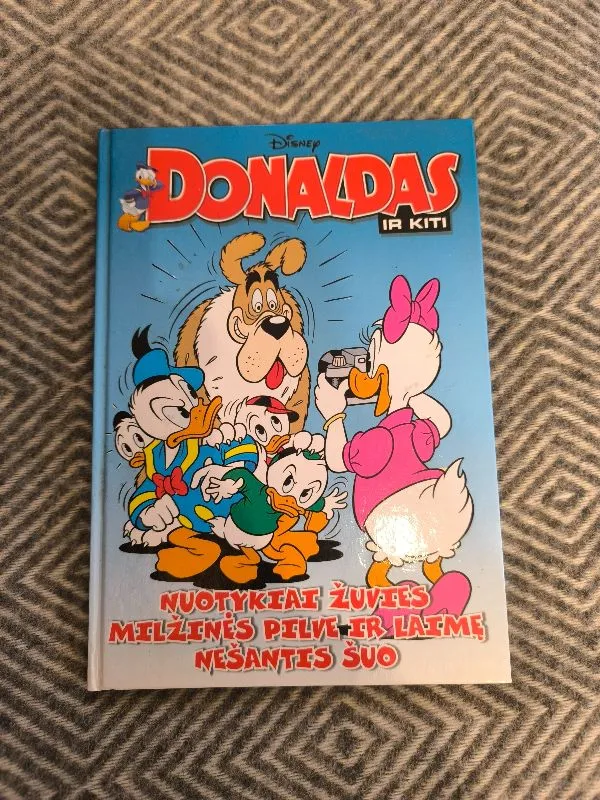 Disney
DONALDAS
IR KITI
NUOTYKIAI ŽUVIES
MILŽINĖS PILVE IR LAIMĘ
NEŠANTIS ŠUO